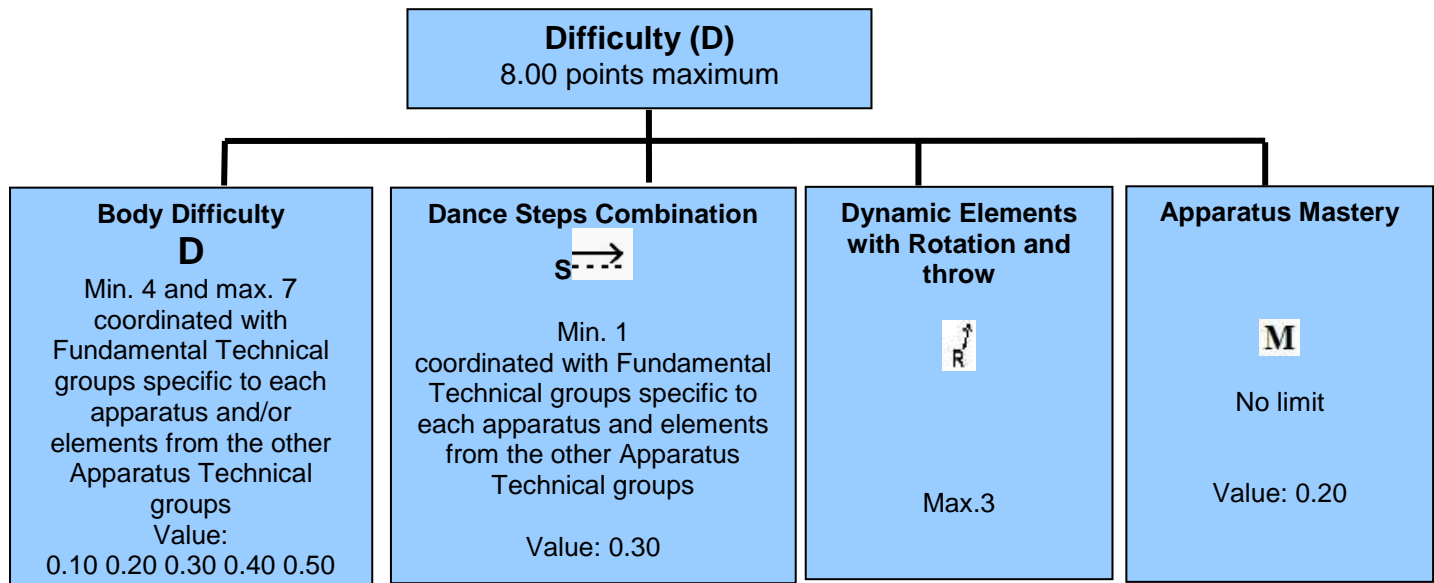 Difficulty (D)
8.00 points maximum
Body Difficulty
D
Min. 4 and max. 7
coordinated with
Fundamental Technical
groups specific to each
apparatus and/or
elements from the other
Apparatus Technical
groups
Value:
0.10 0.20 0.30 0.40 0.50
Dance Steps Combination
S
Min. 1
coordinated with Fundamental
Technical groups specific to
each apparatus and elements
from the other Apparatus
Technical groups
Value: 0.30
Dynamic Elements
with Rotation and
throw
R
Max.3
Apparatus Mastery
M
No limit
Value: 0.20